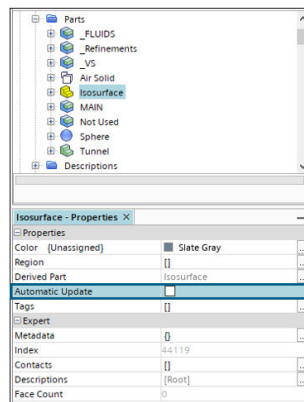 Parts
_FLUIDS
_Refinements
_VS
Air Solid
Isosurface
MAIN
Not Used
Sphere
Tunnel
Descriptions
Isosurface - Properties ×
Properties
Color {Unassigned} Slate Gray ...
Region [] ...
Derived Part Isosurface ...
Automatic Update
Tags [] ...
Expert
Metadata {} ...
Index 44119
Contacts [] ...
Descriptions [Root] ...
Face Count 0